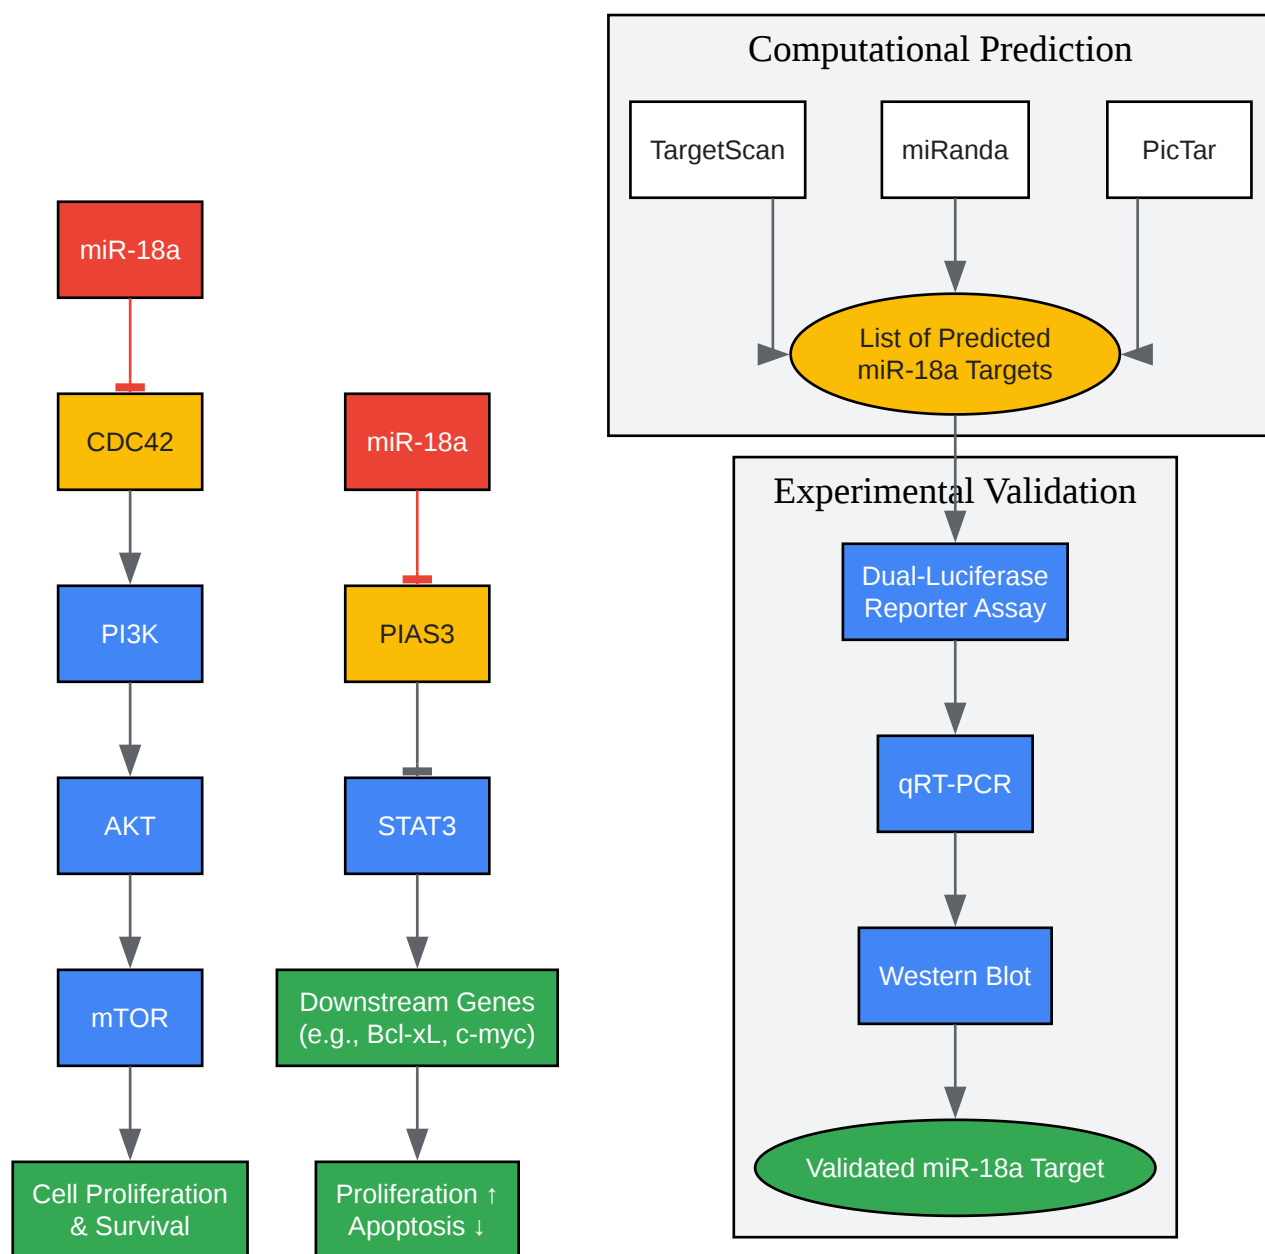 miR-18a
CDC42
PI3K
AKT
mTOR
Cell Proliferation
& Survival
miR-18a
PIAS3
STAT3
Downstream Genes
(e.g., Bcl-xL, c-myc)
Proliferation ↑
Apoptosis ↓
Computational Prediction
TargetScan
miRanda
PicTar
List of Predicted
miR-18a Targets
Experimental Validation
Dual-Luciferase
Reporter Assay
qRT-PCR
Western Blot
Validated miR-18a Target